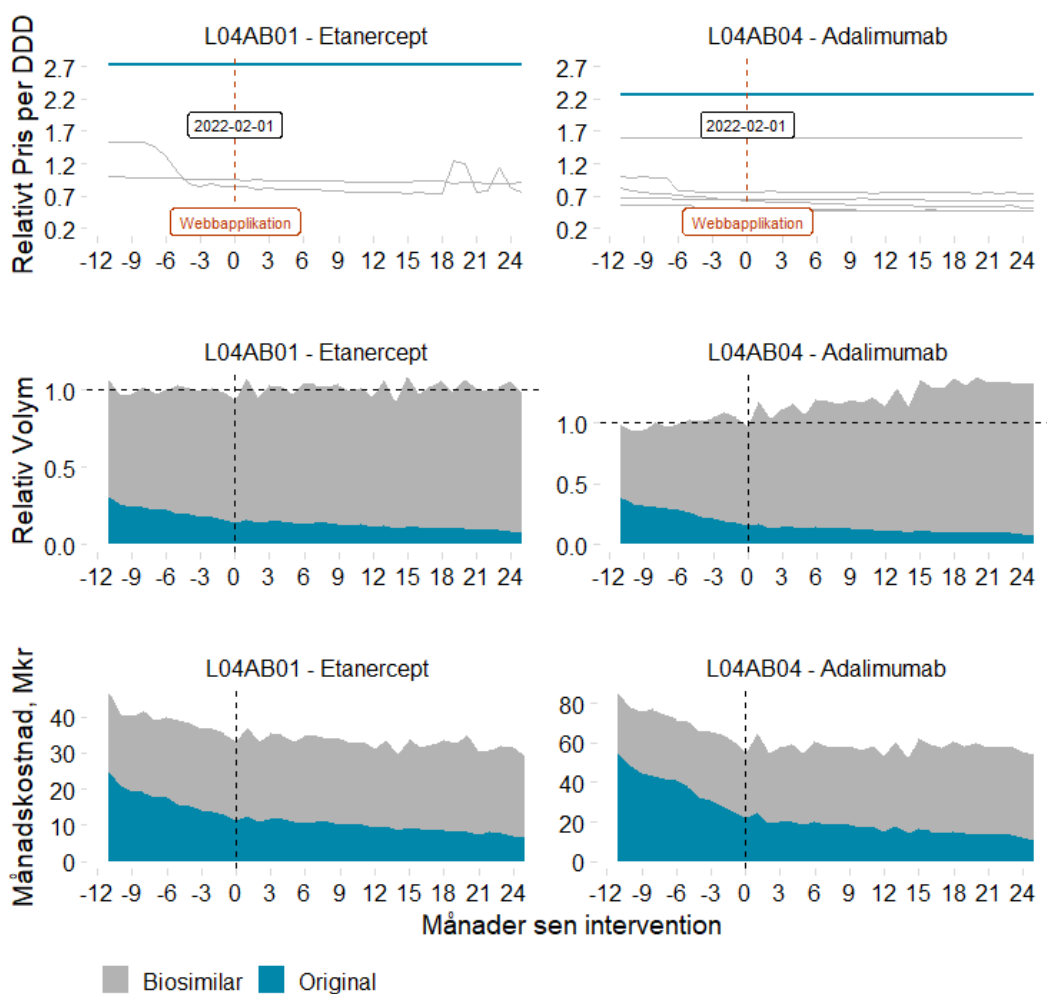 L04AB01 - Etanercept
L04AB04 - Adalimumab
Relativt Pris per DDD
2.7
2.2
1.7
1.2
0.7
0.2
2022-02-01
Webbapplikation
-12 -9 -6 -3 0 3 6 9 12 15 18 21 24
2.7
2.2
1.7
1.2
0.7
0.2
2022-02-01
Webbapplikation
-12 -9 -6 -3 0 3 6 9 12 15 18 21 24
L04AB01 - Etanercept
L04AB04 - Adalimumab
Relativ Volym
1.0
0.5
0.0
-12 -9 -6 -3 0 3 6 9 12 15 18 21 24
1.0
0.5
0.0
-12 -9 -6 -3 0 3 6 9 12 15 18 21 24
L04AB01 - Etanercept
L04AB04 - Adalimumab
Månadskostnad, Mkr
40
30
20
10
0
-12 -9 -6 -3 0 3 6 9 12 15 18 21 24
80
60
40
20
0
-12 -9 -6 -3 0 3 6 9 12 15 18 21 24
Månader sen intervention
Biosimilar Original